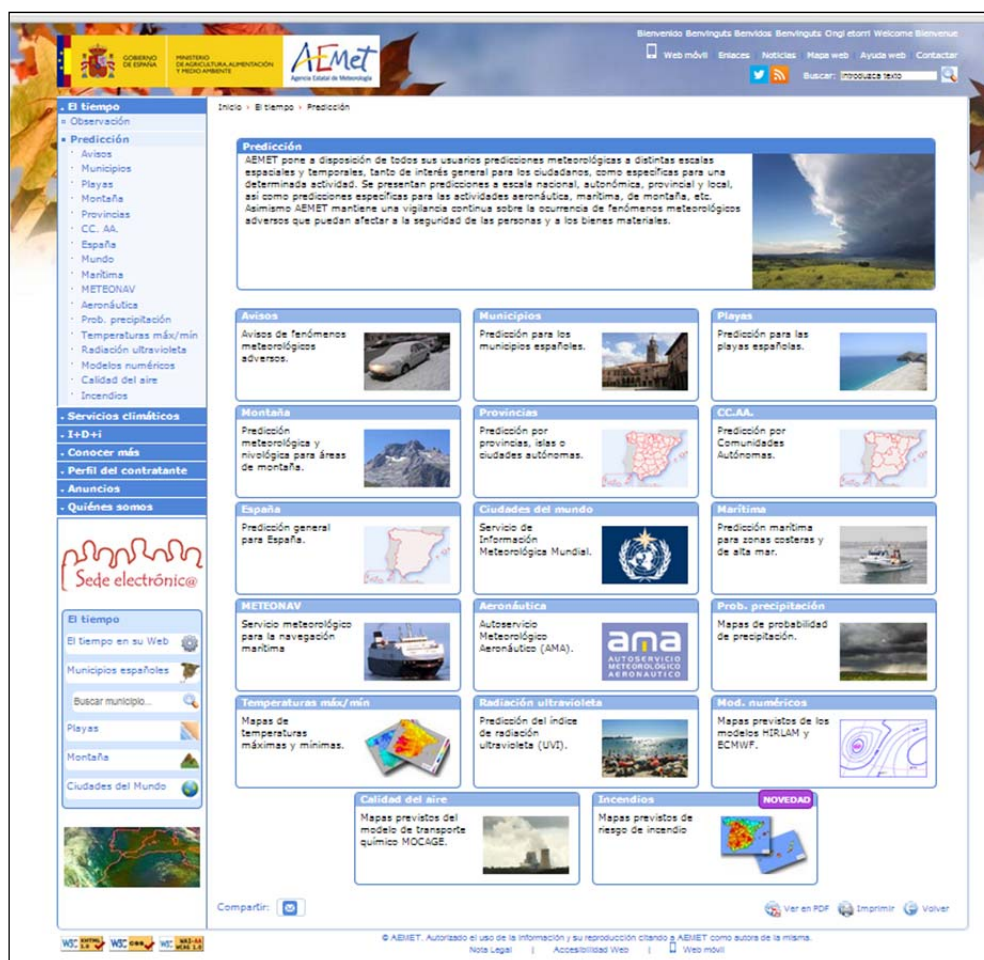 Bienvenido Benvinguts Benvidos Benvinguts Ongi etorri Welcome Bienvenue
GOBIERNO
DE ESPAÑA
MINISTERIO
DE AGRICULTURA, ALIMENTACIÓN
Y MEDIO AMBIENTE
AEMet
Agencia Estatal de Meteorología
Web móvil Enlaces Noticias Mapa web Ayuda web Contactar
Buscar: Introduzca texto
El tiempo
Observación
Predicción
Avisos
Municipios
Playas
Montaña
Provincias
CC. AA.
España
Mundo
Marítima
METEONAV
Aeronáutica
Prob. precipitación
Temperaturas máx/mín
Radiación ultravioleta
Modelos numéricos
Calidad del aire
Incendios
Servicios climáticos
I+D+i
Conocer más
Perfil del contratante
Anuncios
Quiénes somos
Sede electrónic@
El tiempo
El tiempo en su Web
Municipios españoles
Buscar municipio...
Playas
Montaña
Ciudades del Mundo
Inicio › El tiempo › Predicción
Predicción
AEMET pone a disposición de todos sus usuarios predicciones meteorológicas a distintas escalas
espaciales y temporales, tanto de interés general para los ciudadanos, como específicas para una
determinada actividad. Se presentan predicciones a escala nacional, autonómica, provincial y local,
así como predicciones específicas para las actividades aeronáutica, marítima, de montaña, etc.
Asimismo AEMET mantiene una vigilancia continua sobre la ocurrencia de fenómenos meteorológicos
adversos que puedan afectar a la seguridad de las personas y a los bienes materiales.
Avisos
Avisos de fenómenos
meteorológicos
adversos.
Municipios
Predicción para los
municipios españoles.
Playas
Predicción para las
playas españolas.
Montaña
Predicción
meteorológica y
nivológica para áreas
de montaña.
Provincias
Predicción por
provincias, islas o
ciudades autónomas.
CC.AA.
Predicción por
Comunidades
Autónomas.
España
Predicción general
para España.
Ciudades del mundo
Servicio de
Información
Meteorológica Mundial.
Marítima
Predicción marítima
para zonas costeras y
de alta mar.
METEONAV
Servicio meteorológico
para la navegación
marítima
Aeronáutica
Autoservicio
Meteorológico
Aeronáutico (AMA).
ama
AUTOSERVICIO
METEOROLÓGICO
AERONAUTICO
Prob. precipitación
Mapas de probabilidad
de precipitación.
Temperaturas máx/mín
Mapas de
temperaturas
máximas y mínimas.
Radiación ultravioleta
Predicción del índice
de radiación
ultravioleta (UVI).
Mod. numéricos
Mapas previstos de los
modelos HIRLAM y
ECMWF.
Calidad del aire
Mapas previstos del
modelo de transporte
químico MOCAGE.
Incendios
NOVEDAD
Mapas previstos de
riesgo de incendio
Compartir:
Ver en PDF Imprimir Volver
W3C XHTML 1.0 W3C css W3C WAI-AA WCAG 1.0
© AEMET. Autorizado el uso de la información y su reproducción citando a AEMET como autora de la misma.
Nota Legal | Accesibilidad Web | Web móvil